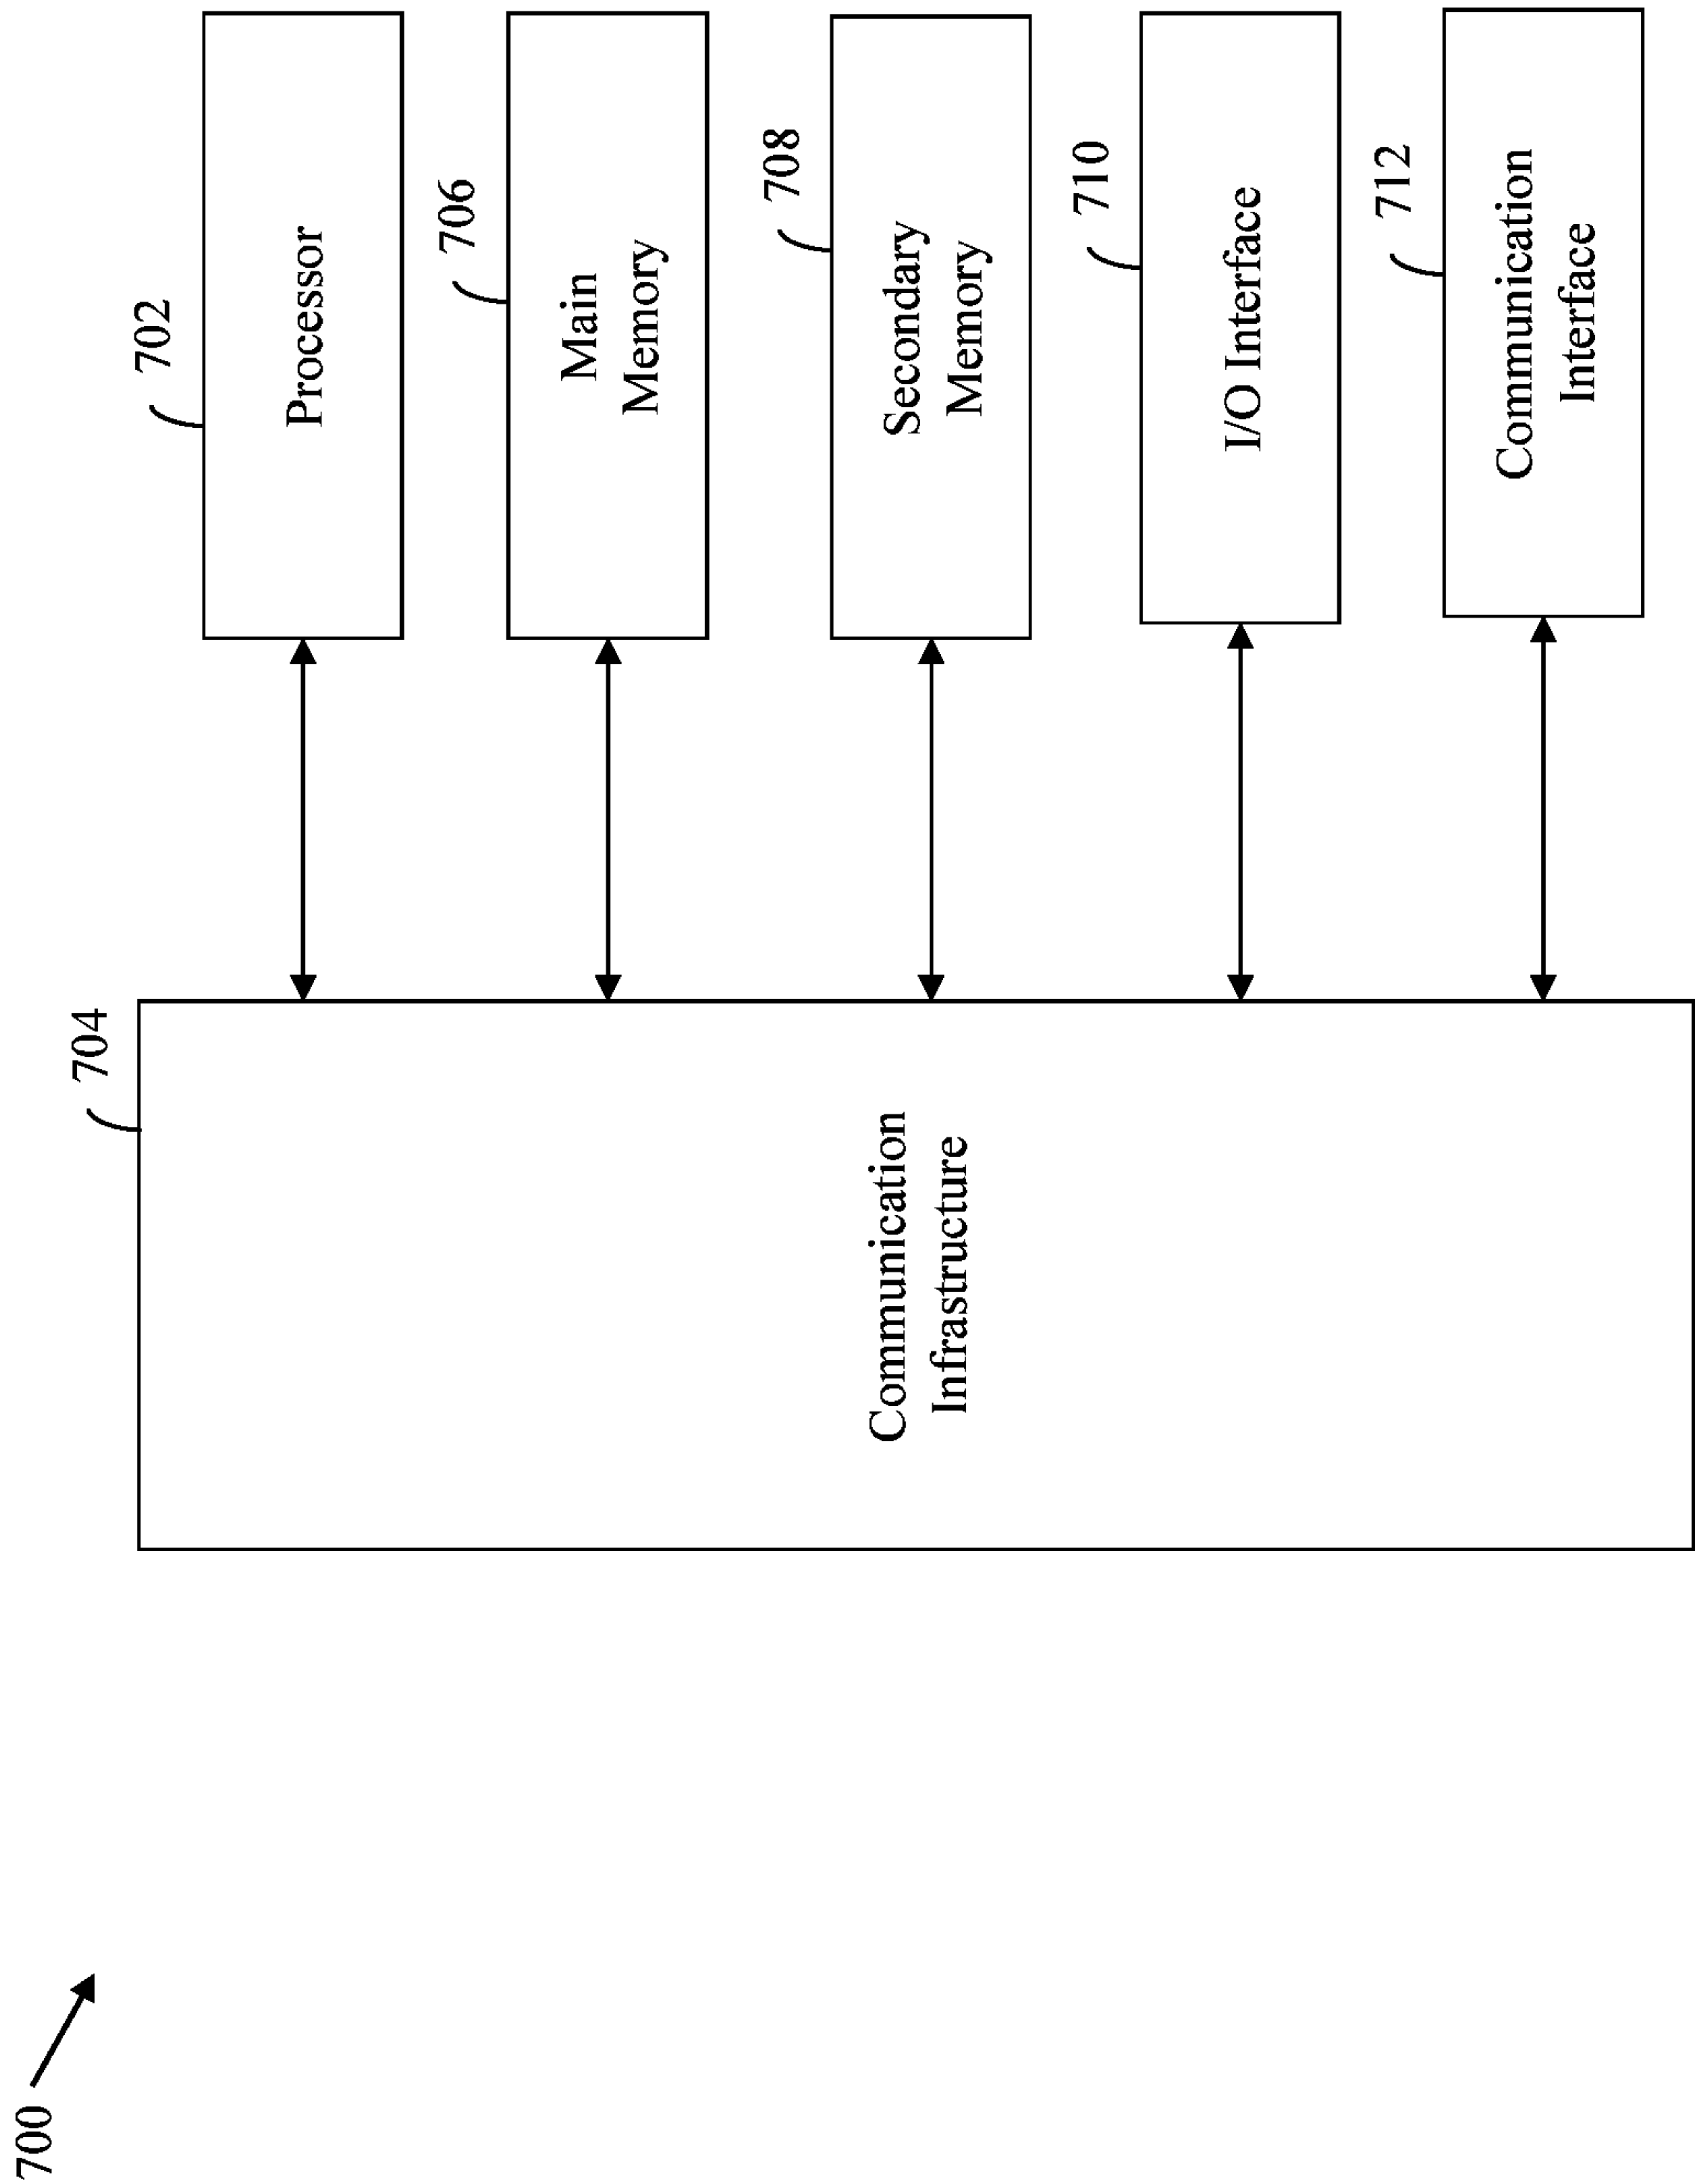 700
704
Communication
Infrastructure
702
Processor
706
Main
Memory
708
Secondary
Memory
710
I/O Interface
712
Communication
Interface